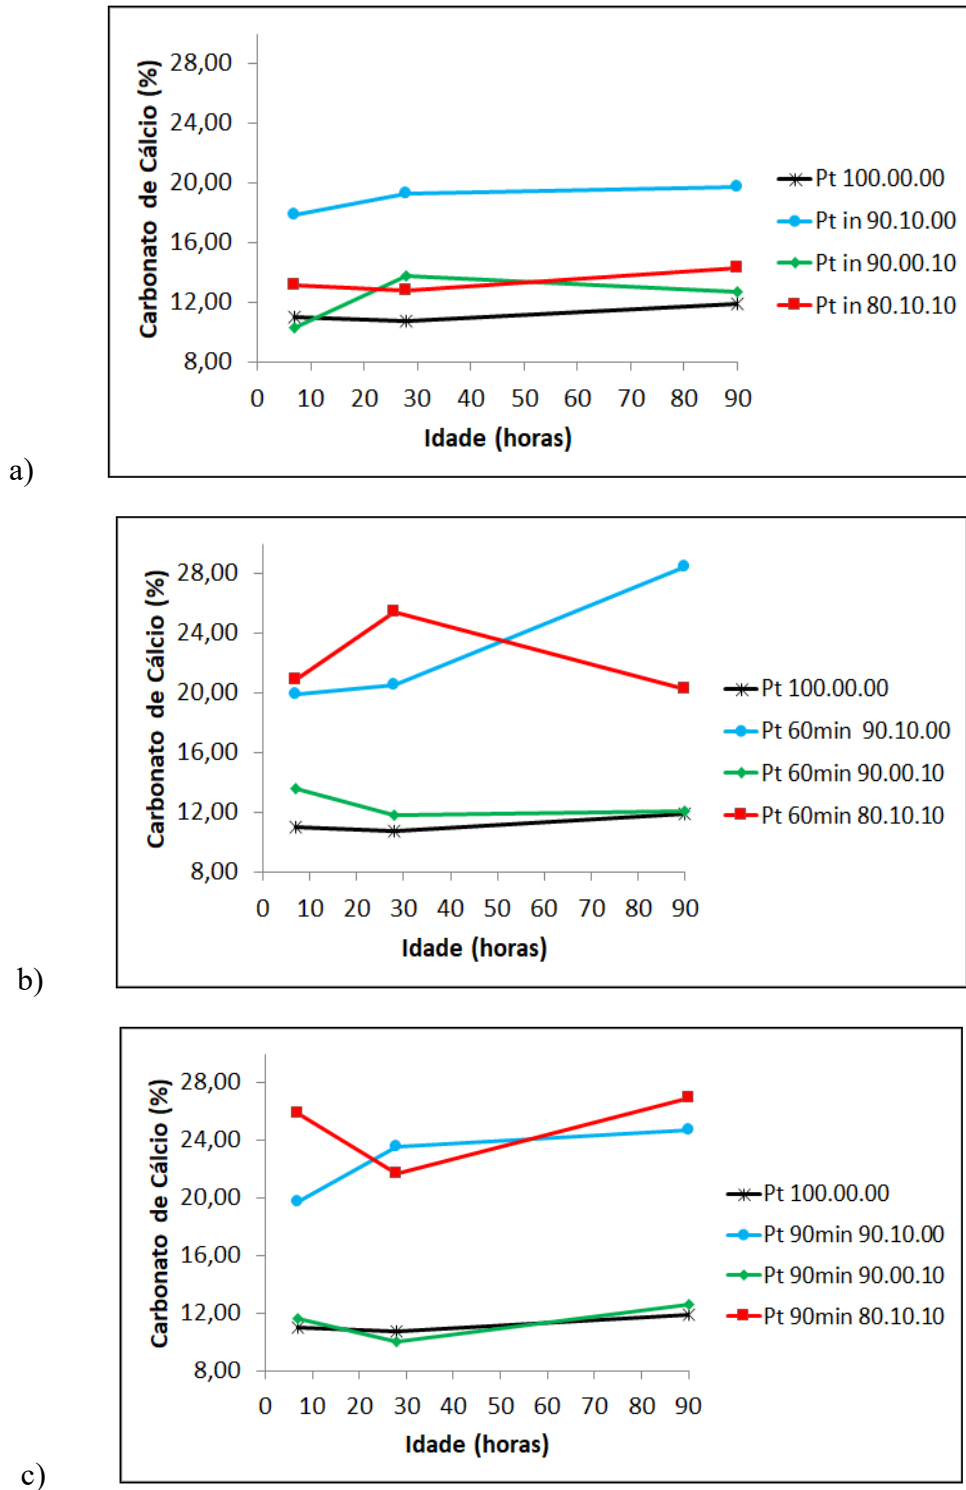 Carbonato de Cálcio (%)
28,00
24,00
20,00
16,00
12,00
8,00
0 10 20 30 40 50 60 70 80 90
Idade (horas)
Pt 100.00.00
Pt in 90.10.00
Pt in 90.00.10
Pt in 80.10.10
a)
Carbonato de Cálcio (%)
28,00
24,00
20,00
16,00
12,00
8,00
0 10 20 30 40 50 60 70 80 90
Idade (horas)
Pt 100.00.00
Pt 60min 90.10.00
Pt 60min 90.00.10
Pt 60min 80.10.10
b)
Carbonato de Cálcio (%)
28,00
24,00
20,00
16,00
12,00
8,00
0 10 20 30 40 50 60 70 80 90
Idade (horas)
Pt 100.00.00
Pt 90min 90.10.00
Pt 90min 90.00.10
Pt 90min 80.10.10
c)